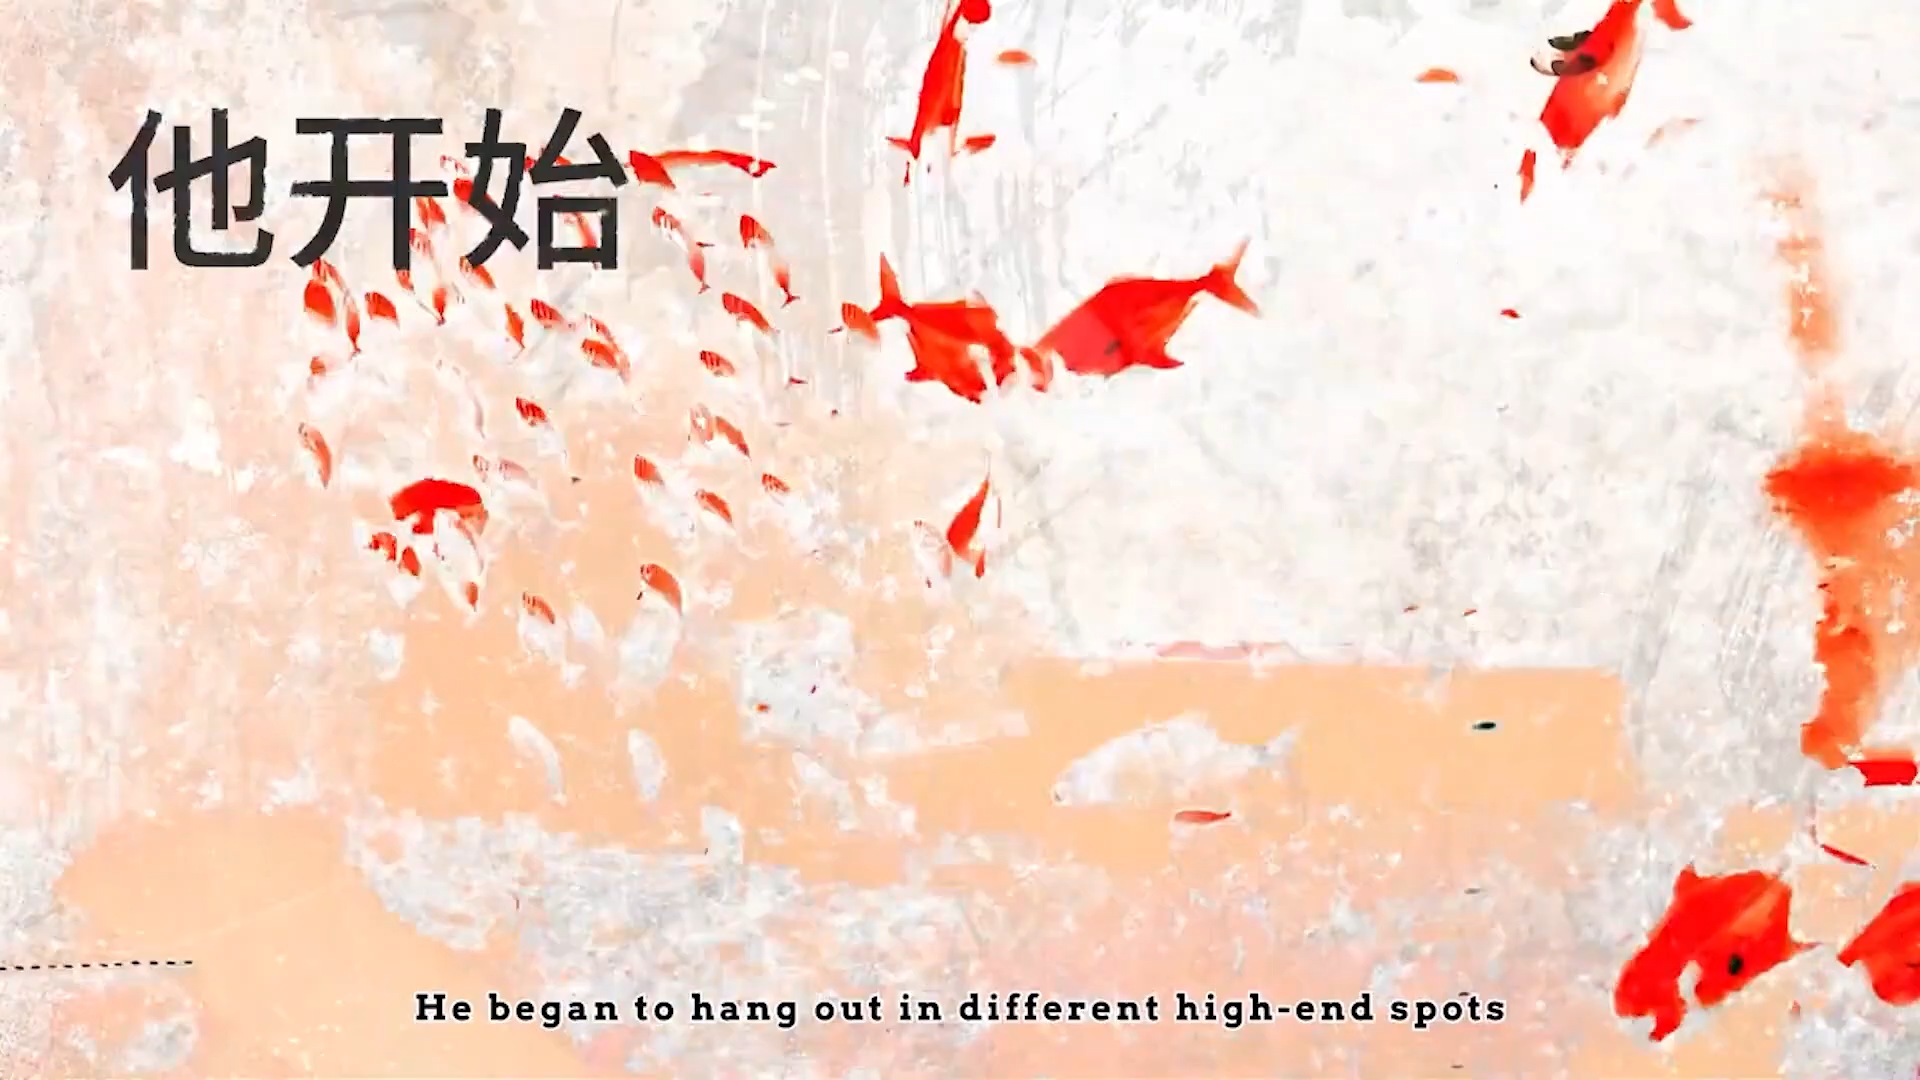 他开始
He began to hang out in different high-end spots